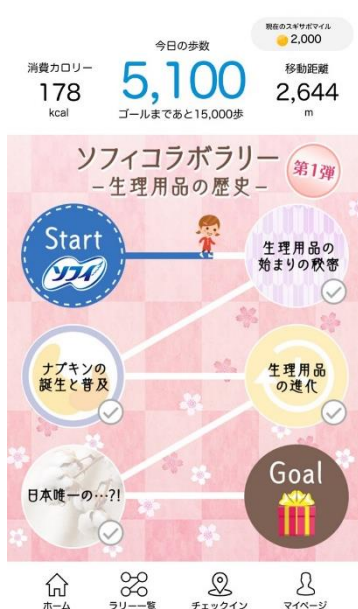 現在のスギサポマイル
2,000
今日の歩数
消費カロリー
5,100
移動距離
178
2,644
kcal
ゴールまであと15,000歩
m
ソフィコラボラリー
第1弾
–生理用品の歴史–
Start
ソフィ
生理用品の
始まりの秘密
ナプキンの
誕生と普及
生理用品
の進化
日本唯一の…?!
Goal
ホーム
ラリー一覧
チェックイン
マイページ